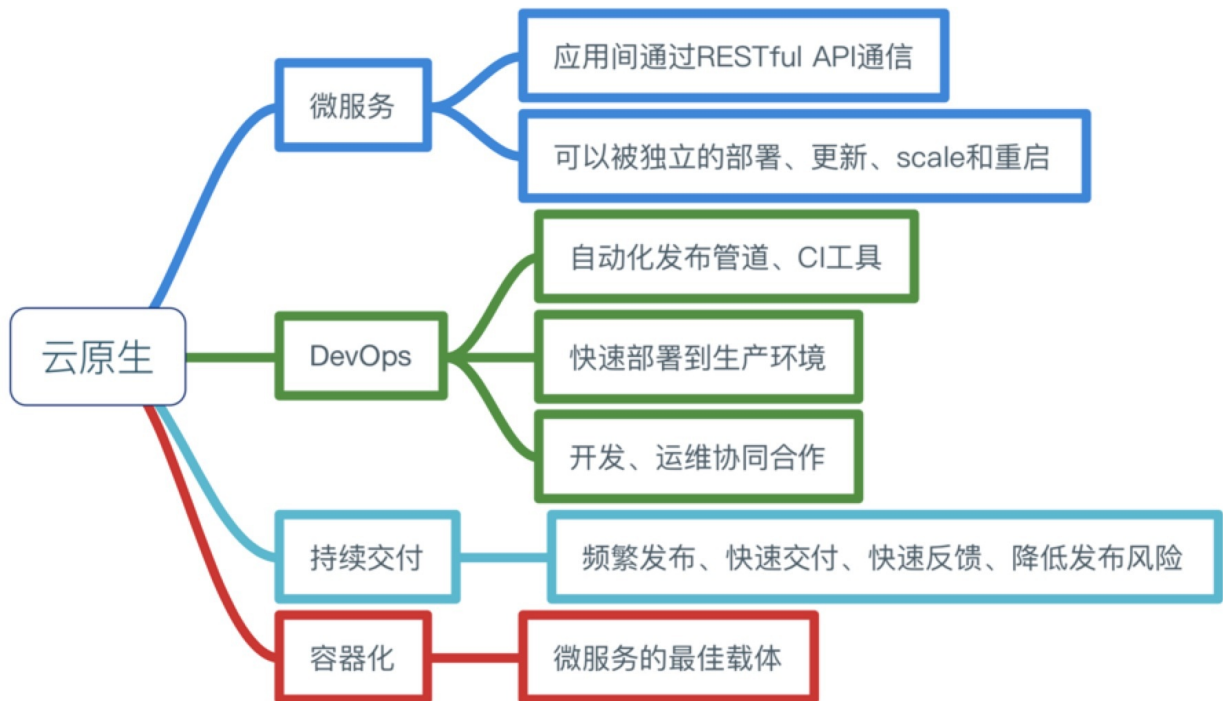 云原生
微服务
应用间通过RESTful API通信
可以被独立的部署、更新、scale和重启
DevOps
自动化发布管道、CI工具
快速部署到生产环境
开发、运维协同合作
持续交付
频繁发布、快速交付、快速反馈、降低发布风险
容器化
微服务的最佳载体